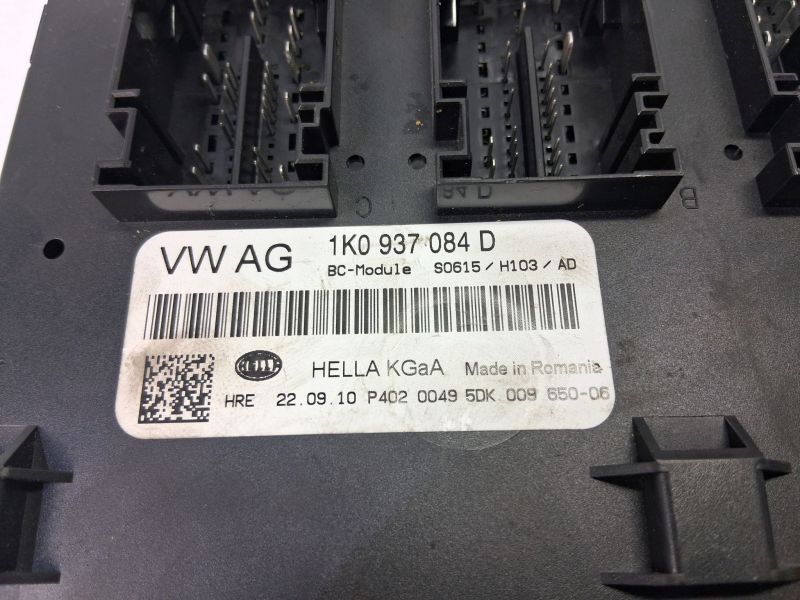 C
B
VW AG
1K0 937 084 D
BC-Module S0615 / H103 / AD
HELLA
HELLA KGaA Made in Romania
HRE 22.09.10 P402 0049 5DK 009 650-06